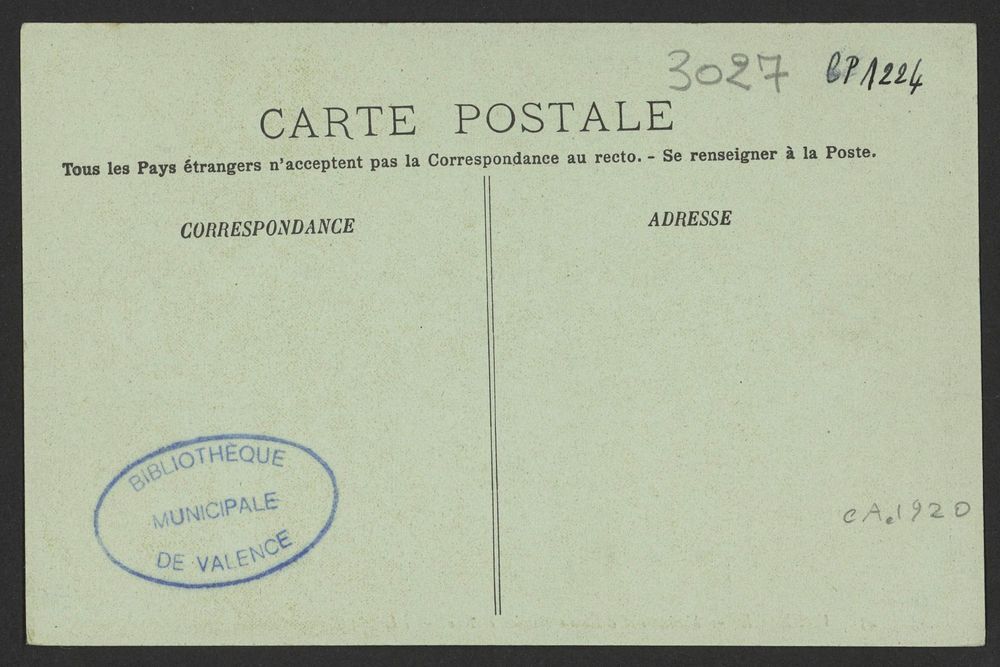 3027 CP1224
CARTE POSTALE
Tous les Pays étrangers n'acceptent pas la Correspondance au recto. - Se renseigner à la Poste.
CORRESPONDANCE
ADRESSE
BIBLIOTHÈQUE
MUNICIPALE
DE VALENCE
CA.1920